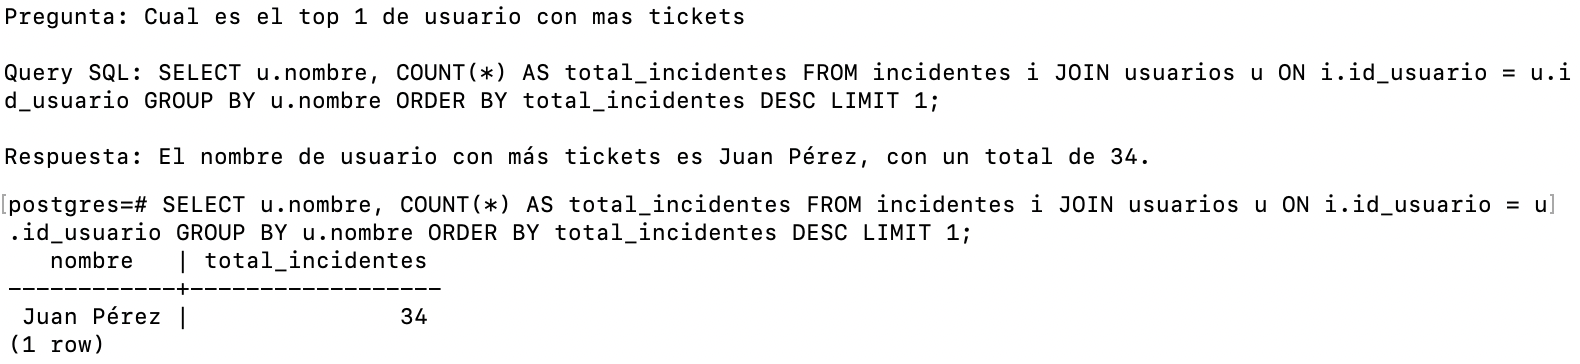 Pregunta: Cual es el top 1 de usuario con mas tickets
Query SQL: SELECT u.nombre, COUNT(*) AS total_incidentes FROM incidentes i JOIN usuarios u ON i.id_usuario = u.i
d_usuario GROUP BY u.nombre ORDER BY total_incidentes DESC LIMIT 1;
Respuesta: El nombre de usuario con más tickets es Juan Pérez, con un total de 34.
[postgres=# SELECT u.nombre, COUNT(*) AS total_incidentes FROM incidentes i JOIN usuarios u ON i.id_usuario = u]
.id_usuario GROUP BY u.nombre ORDER BY total_incidentes DESC LIMIT 1;
   nombre   | total_incidentes
------------+------------------
 Juan Pérez |               34
(1 row)